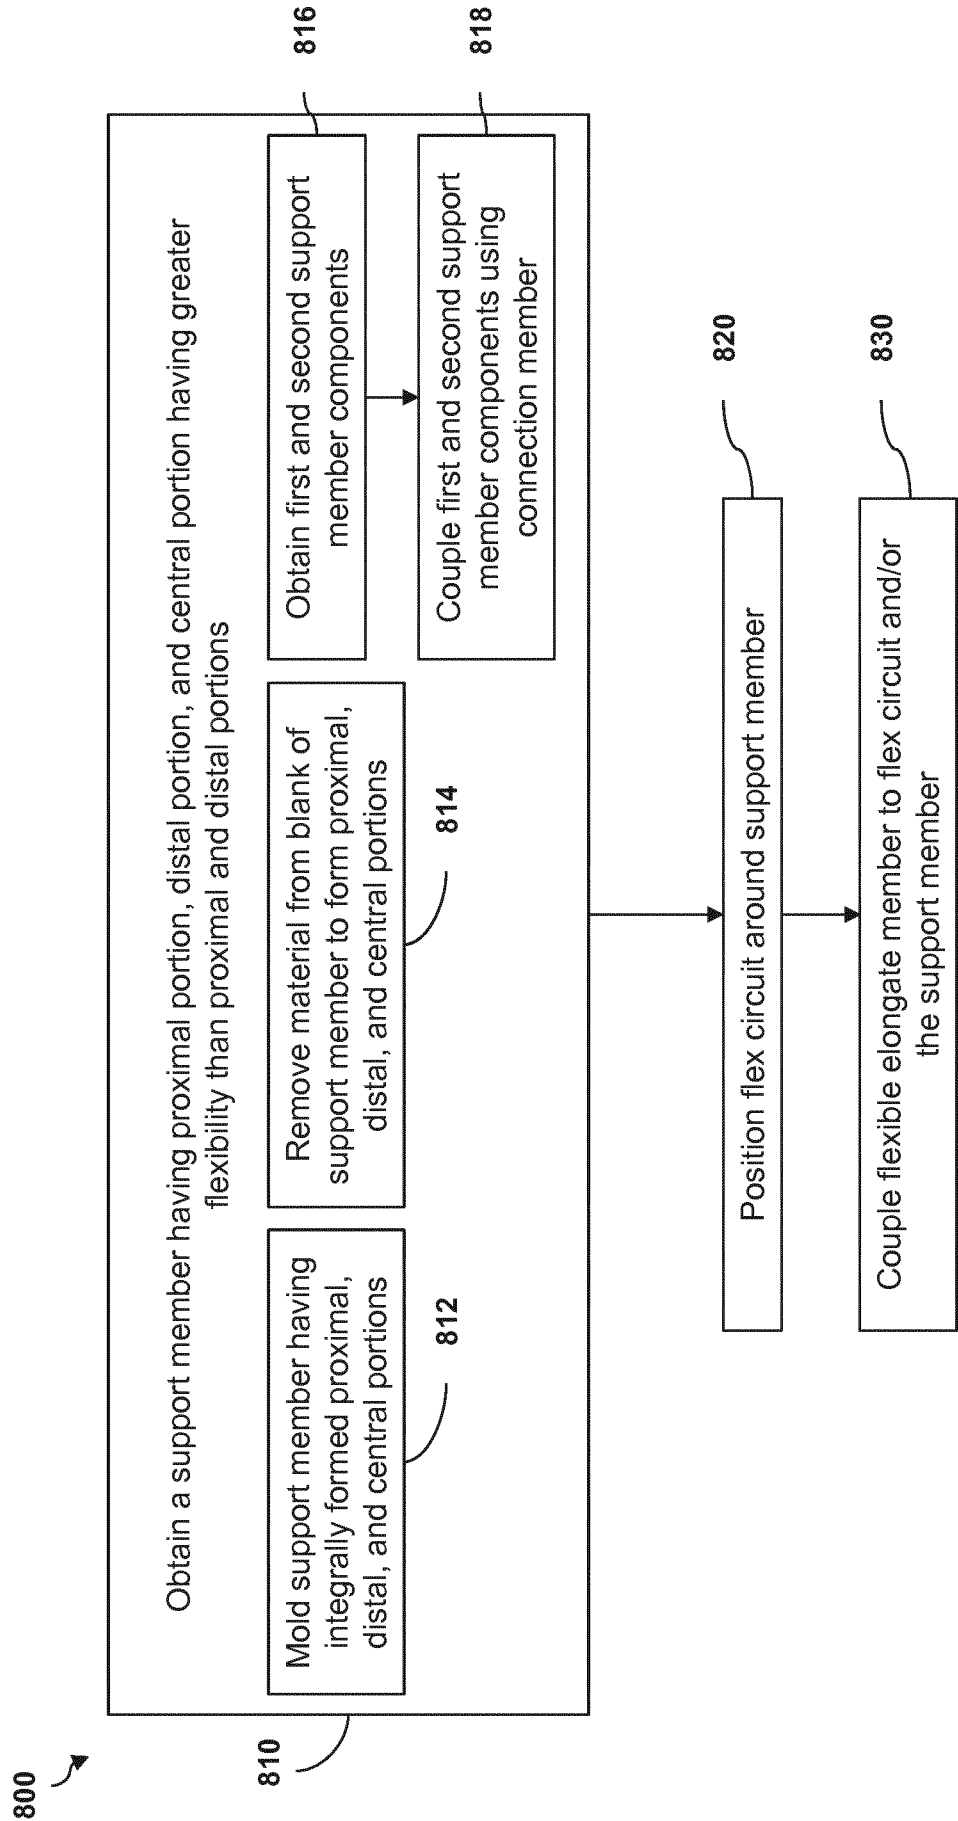 800
810
Obtain a support member having proximal portion, distal portion, and central portion having greater
flexibility than proximal and distal portions
Mold support member having
integrally formed proximal,
distal, and central portions
812
Remove material from blank of
support member to form proximal,
distal, and central portions
814
Obtain first and second support
member components
816
Couple first and second support
member components using
connection member
818
Position flex circuit around support member
820
Couple flexible elongate member to flex circuit and/or
the support member
830